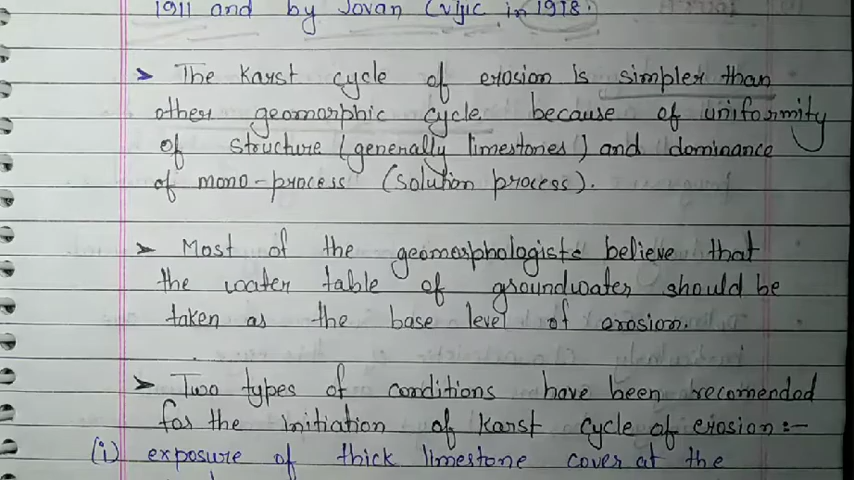 1911 and by Jovan Cvijic in 1918.
➤ The Karst cycle of erosion is simpler than
other geomorphic cycle because of uniformity
of structure (generally limestones) and dominance
of mono-process (solution process).
➤ Most of the geomorphologists believe that
the water table of groundwater should be
taken as the base level of erosion.
➤ Two types of conditions have been recomended
for the initiation of Karst cycle of erosion :-
(i) exposure of thick limestone cover at the